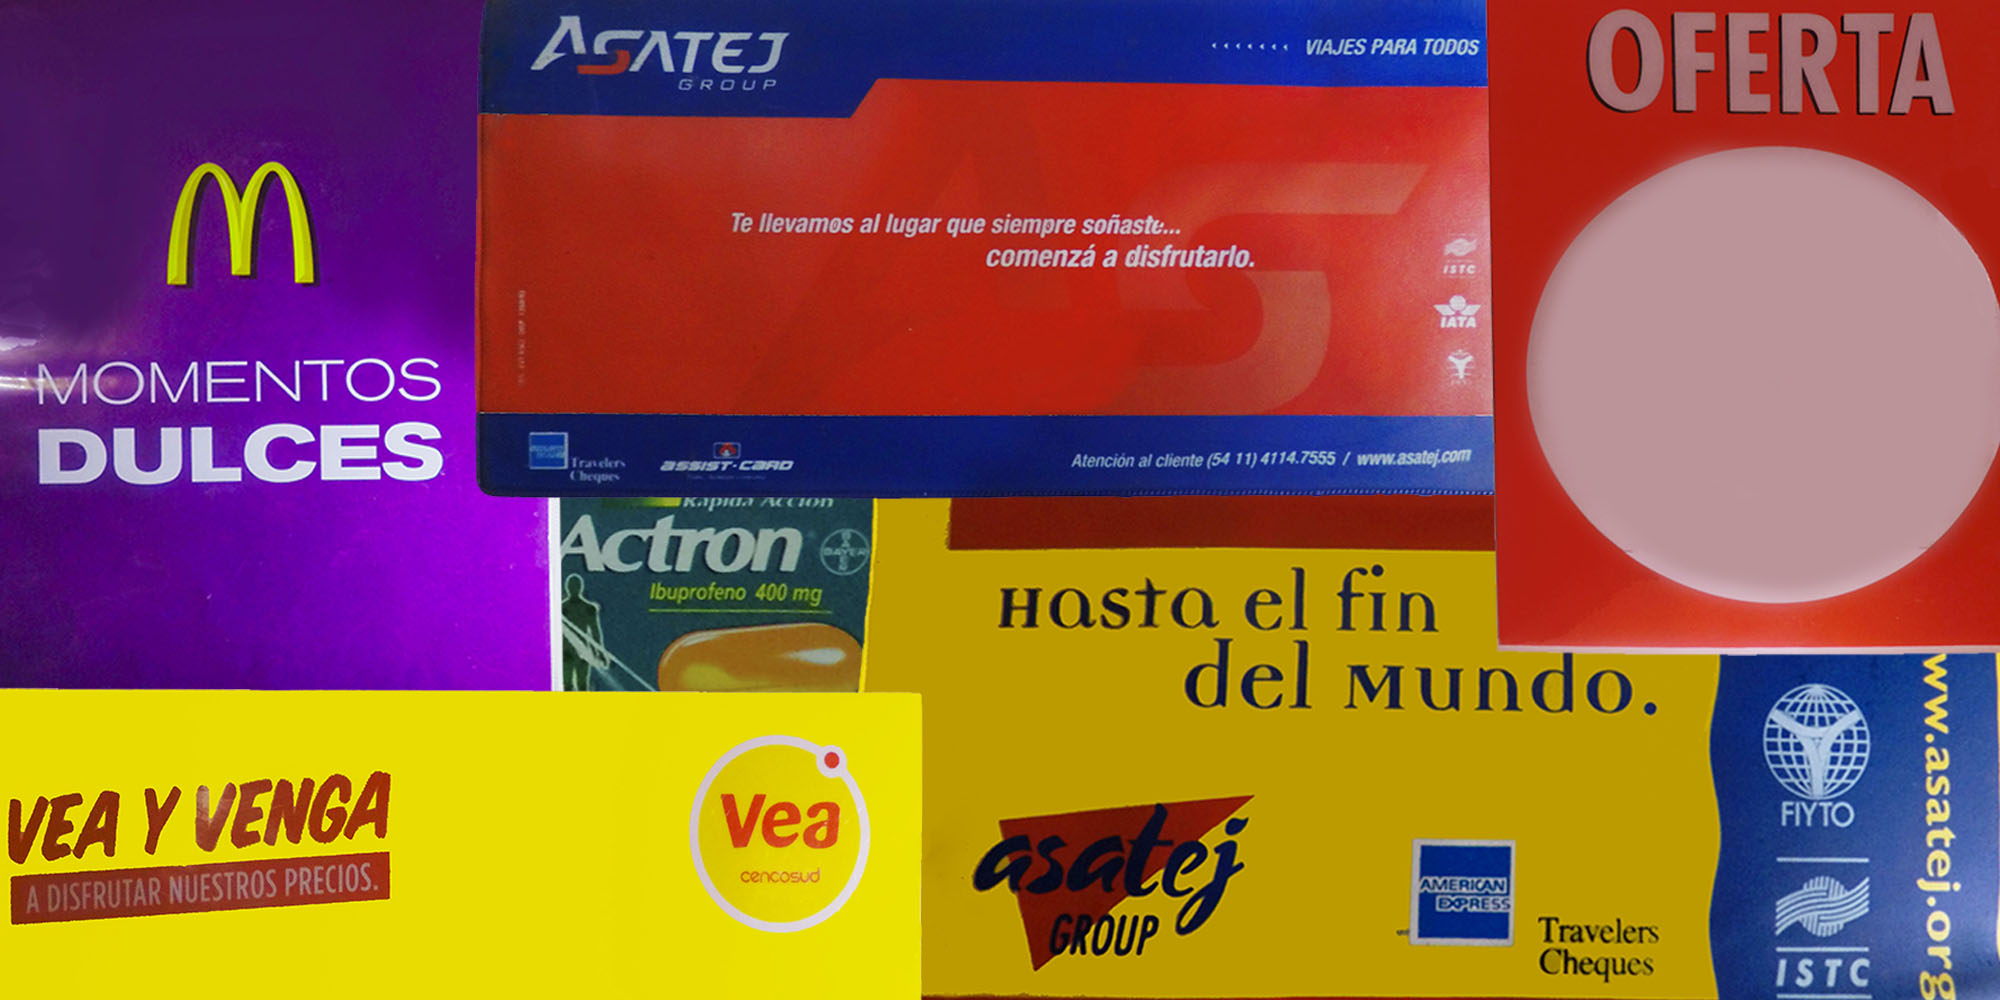 MOMENTOS
DULCES
ASATEJ
GROUP
VIAJES PARA TODOS
Te llevamos al lugar que siempre soñaste...
comenzá a disfrutarlo.
ISTC
IATA
Travelers
Cheques
ASSIST-CARD
Atención al cliente (54 11) 4114.7555 / www.asatej.com
OFERTA
Rápida Acción
Actron
BAYER
Ibuprofeno 400 mg
Hasta el fin
del Mundo.
asatej
GROUP
AMERICAN
EXPRESS
Travelers
Cheques
FIYTO
ISTC
www.asatej.org
VEA Y VENGA
A DISFRUTAR NUESTROS PRECIOS.
Vea
cencosud